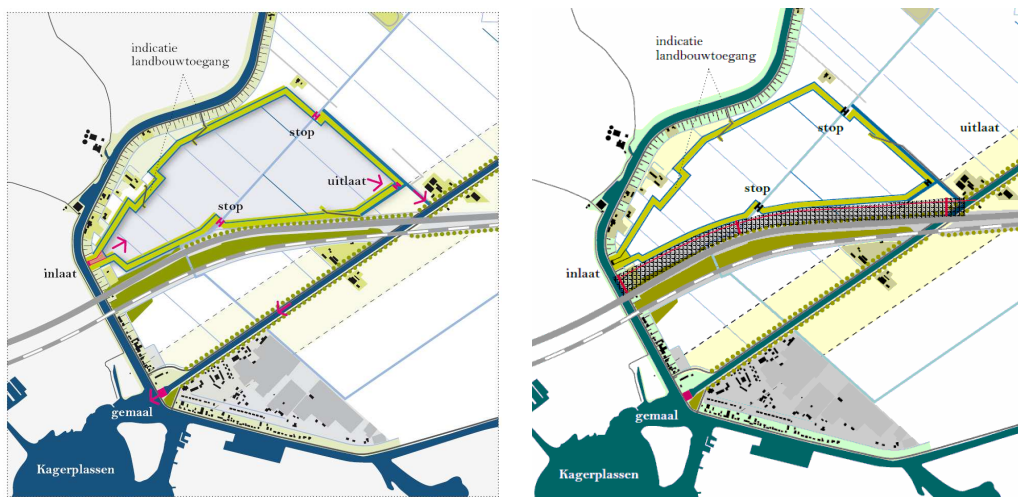 indicatie
landbouwtoegang
stop
uitlaat
stop
inlaat
gemaal
Kagerplassen
indicatie
landbouwtoegang
stop
uitlaat
stop
inlaat
gemaal
Kagerplassen